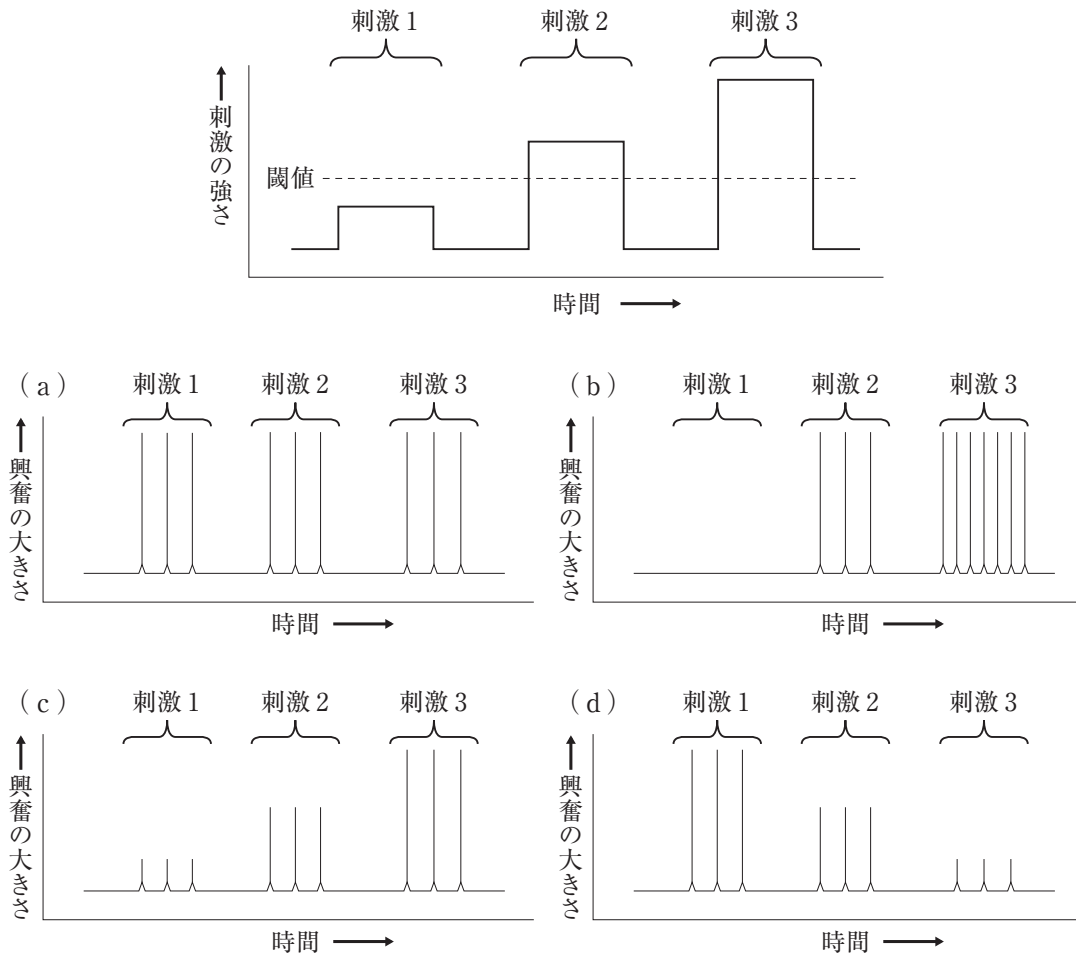 刺激1 刺激2 刺激3
刺激の強さ
閾値
時間
(a) 刺激1 刺激2 刺激3
興奮の大きさ
時間
(b) 刺激1 刺激2 刺激3
興奮の大きさ
時間
(c) 刺激1 刺激2 刺激3
興奮の大きさ
時間
(d) 刺激1 刺激2 刺激3
興奮の大きさ
時間